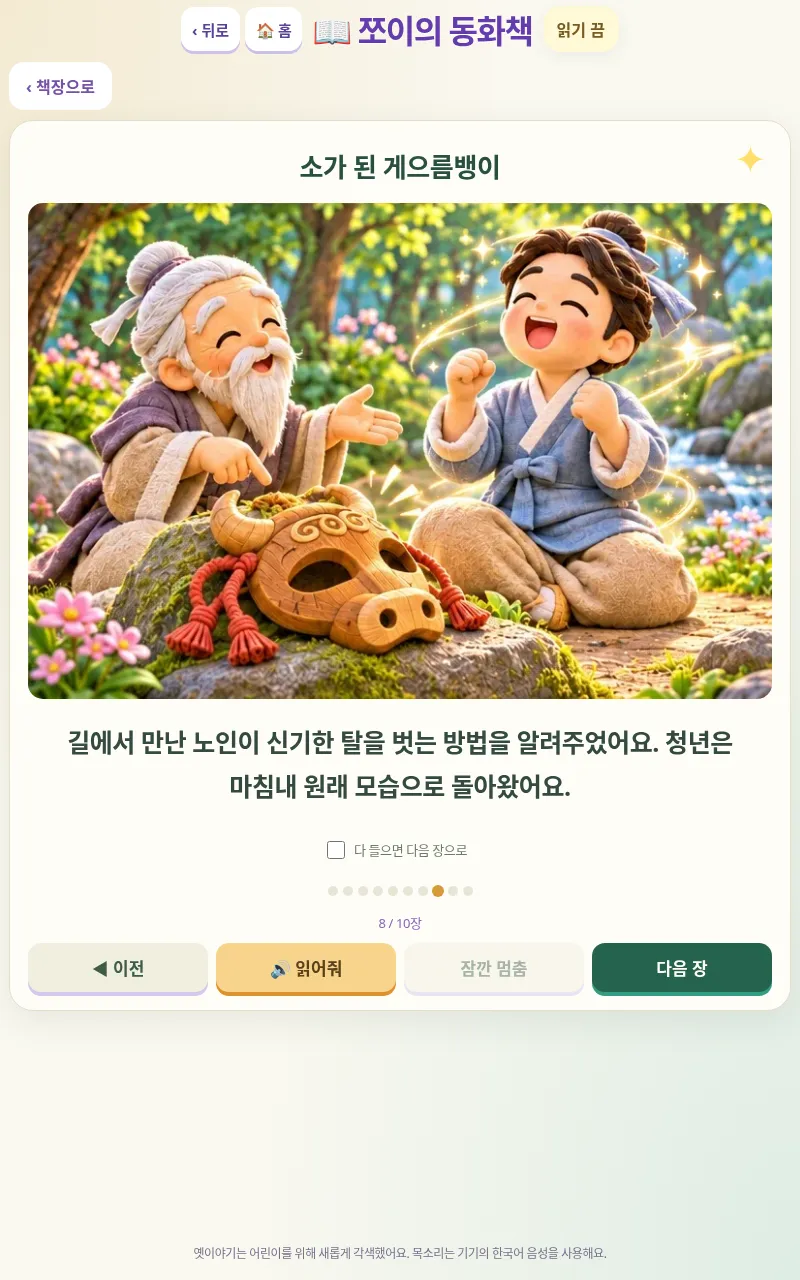 ‹ 뒤로
🏠 홈
📖 쪼이의 동화책
읽기 끔
‹ 책장으로
소가 된 게으름뱅이
길에서 만난 노인이 신기한 탈을 벗는 방법을 알려주었어요. 청년은
마침내 원래 모습으로 돌아왔어요.
다 들으면 다음 장으로
8 / 10장
◀ 이전
🔊 읽어줘
잠깐 멈춤
다음 장
옛이야기는 어린이를 위해 새롭게 각색했어요. 목소리는 기기의 한국어 음성을 사용해요.